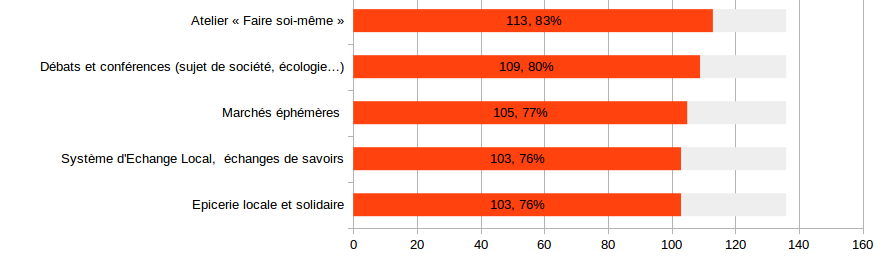 Atelier « Faire soi-même »
113, 83%
Débats et conférences (sujet de société, écologie…)
109, 80%
Marchés éphémères
105, 77%
Système d'Echange Local,  échanges de savoirs
103, 76%
Epicerie locale et solidaire
103, 76%
0 20 40 60 80 100 120 140 160